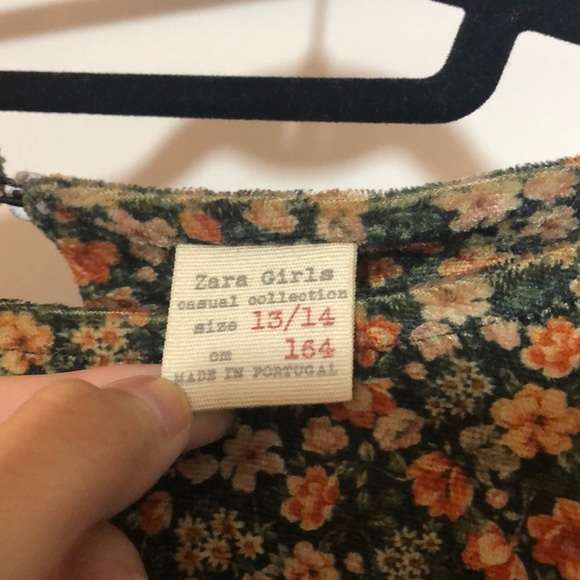 Zara Girls
casual collection
size 13/14
cm 164
MADE IN PORTUGAL